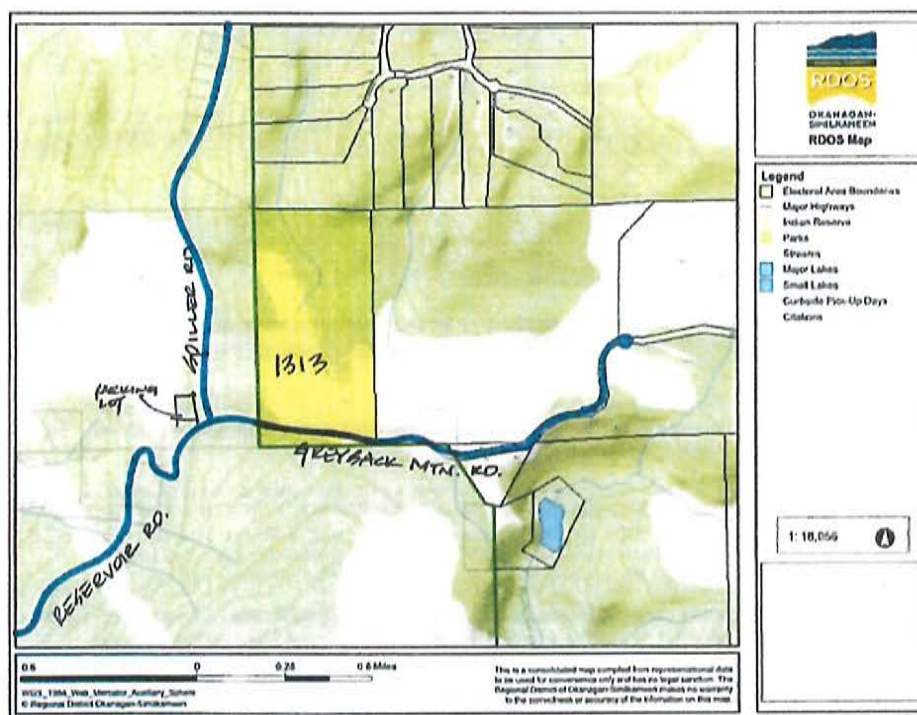 SPILLER RD
PARKING
LOT
1313
GREYBACK MTN. RD.
RESERVOIR RD.
RDOS
OKANAGAN-
SIMILKAMEEN
RDOS Map
Legend
Electoral Area Boundaries
Major Highways
Indian Reserve
Parks
Streams
Major Lakes
Small Lakes
Curbside Pick-Up Days
Citations
1: 18,056
0.5 0 0.25 0.5 Miles
WGS_1984_Web_Mercator_Auxiliary_Sphere
© Regional District Okanagan-Similkameen
This is a consolidated map compiled from representational data
to be used for convenience only and has no legal sanction. The
Regional District of Okanagan-Similkameen makes no warranty
to the correctness or accuracy of the information on this map.